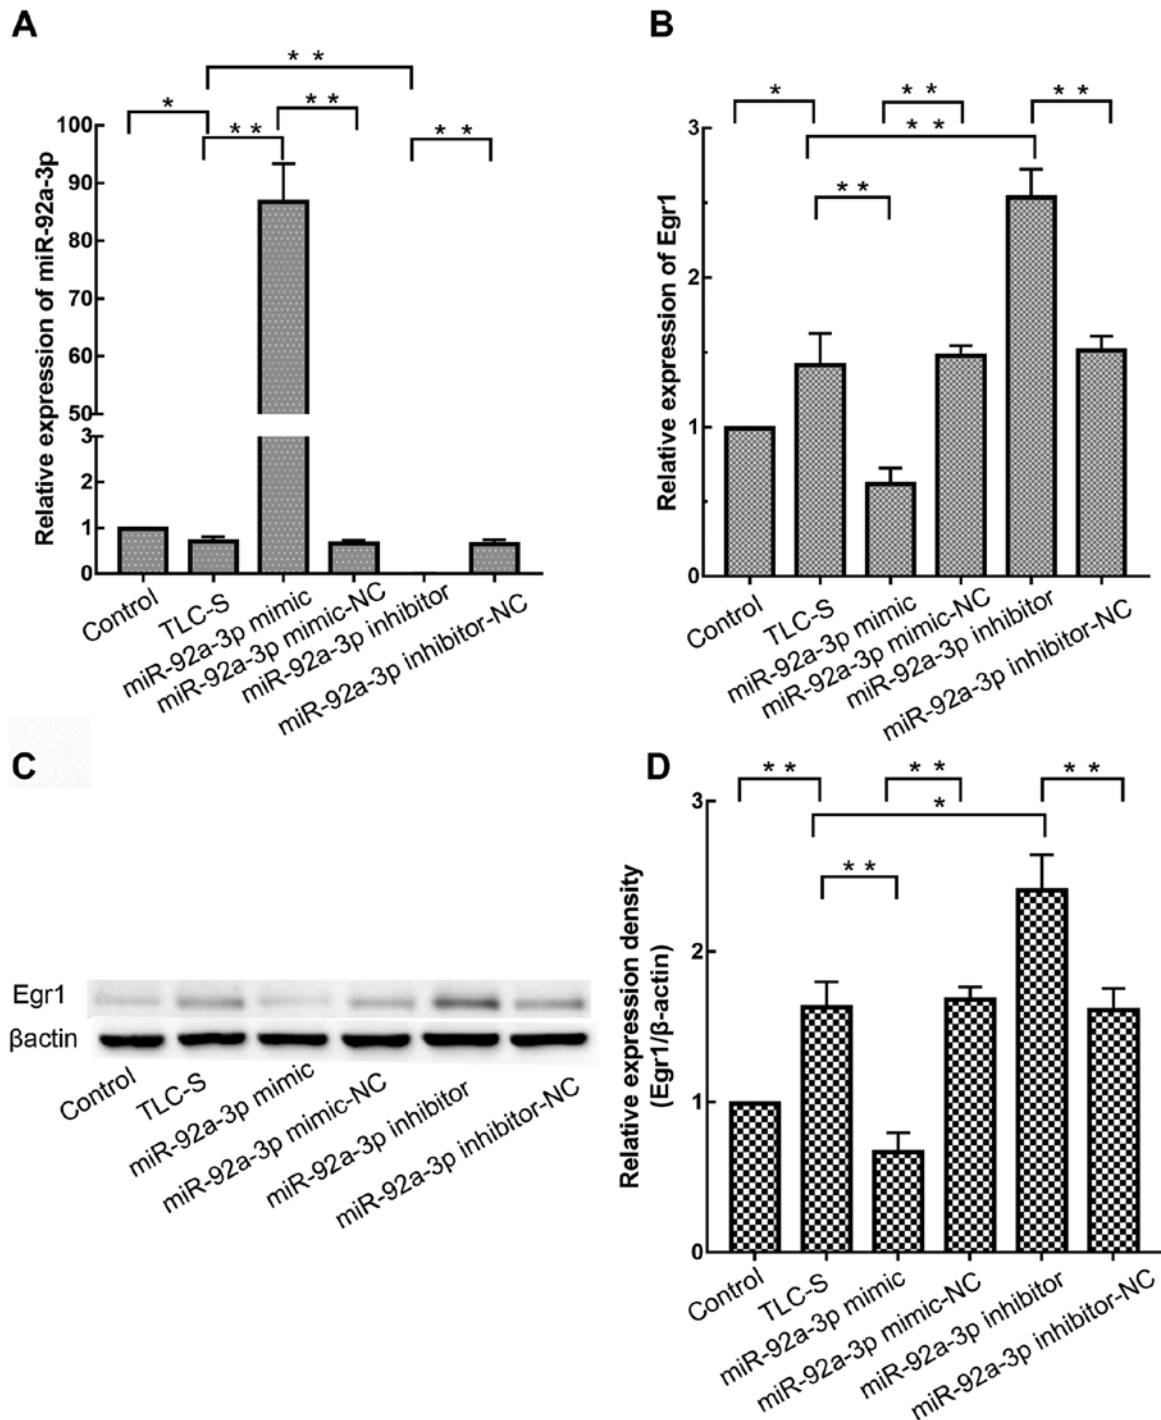 A
* *
*
* *
* *
* *
Relative expression of miR-92a-3p
100
90
80
70
60
50
3
2
1
0
Control
TLC-S
miR-92a-3p mimic
miR-92a-3p mimic-NC
miR-92a-3p inhibitor
miR-92a-3p inhibitor-NC
B
*
* *
* *
* *
* *
Relative expression of Egr1
3
2
1
0
Control
TLC-S
miR-92a-3p mimic
miR-92a-3p mimic-NC
miR-92a-3p inhibitor
miR-92a-3p inhibitor-NC
C
Egr1
βactin
Control
TLC-S
miR-92a-3p mimic
miR-92a-3p mimic-NC
miR-92a-3p inhibitor
miR-92a-3p inhibitor-NC
D
* *
* *
* *
*
* *
Relative expression density
(Egr1/β-actin)
3
2
1
0
Control
TLC-S
miR-92a-3p mimic
miR-92a-3p mimic-NC
miR-92a-3p inhibitor
miR-92a-3p inhibitor-NC